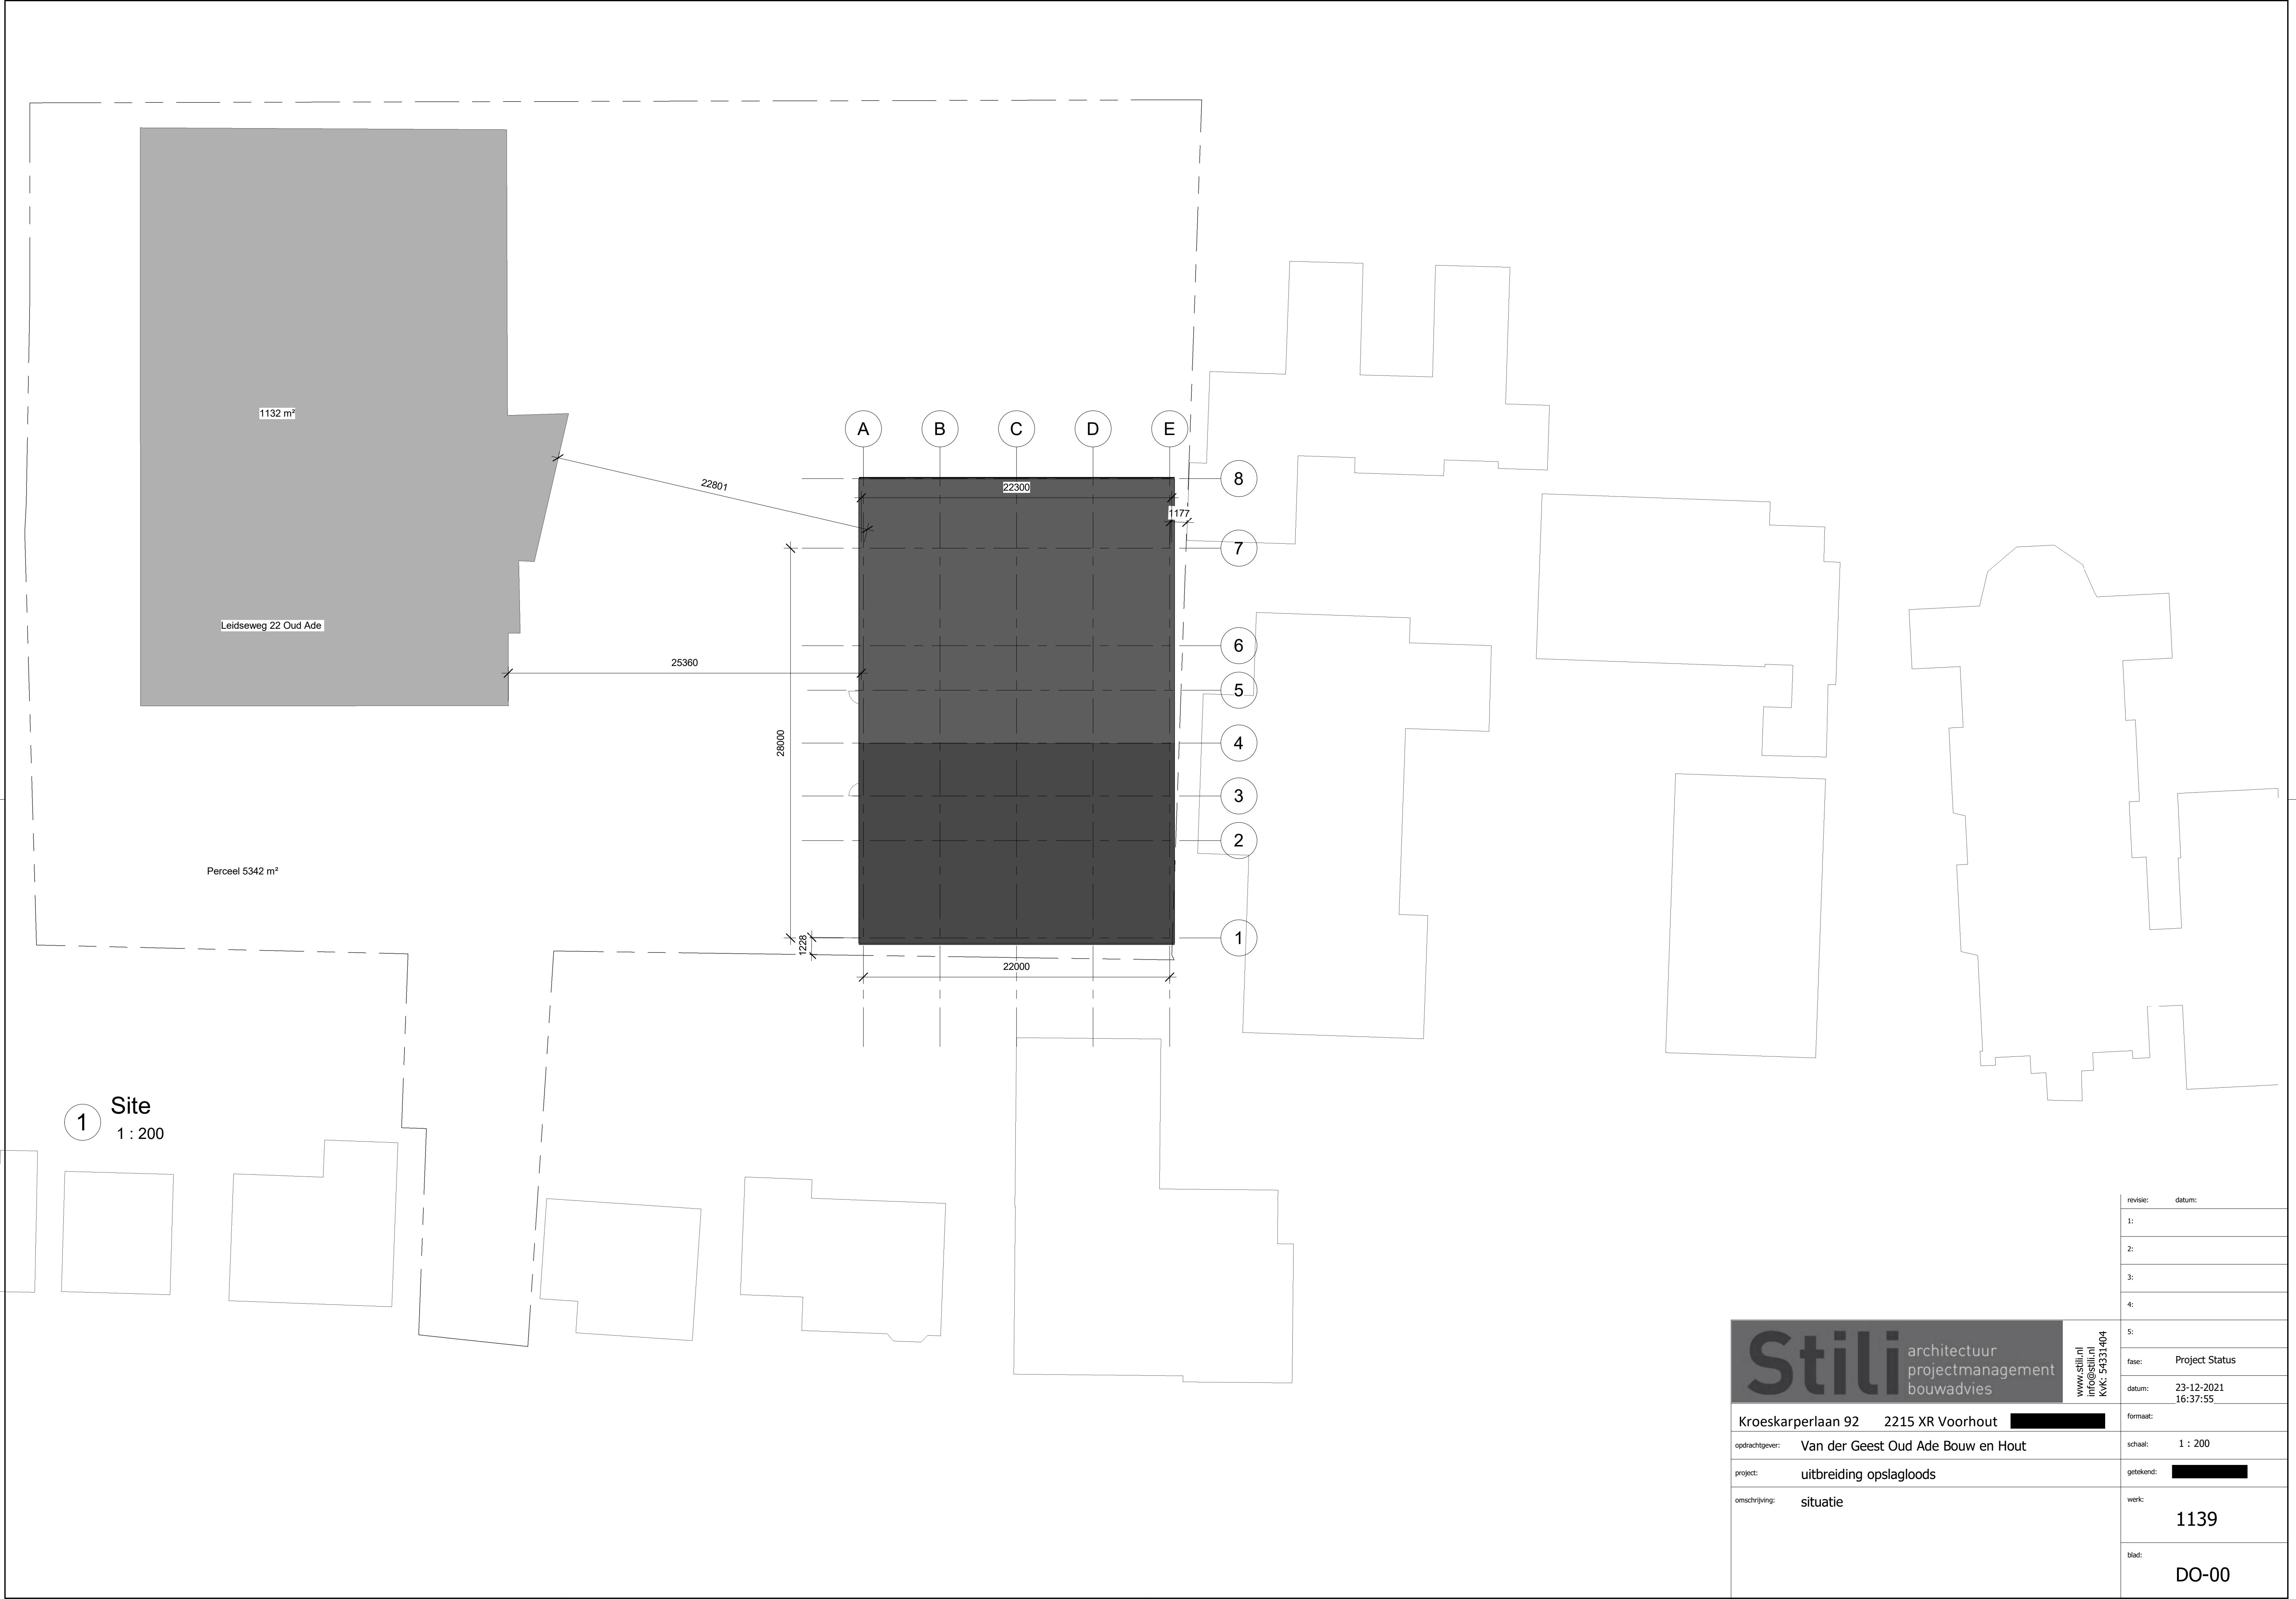 1132 m²
A B C D E
8
22300
22801
1177
7
Leidseweg 22 Oud Ade
6
25360
5
28000
4
3
2
Perceel 5342 m²
1
1228
22000
1 Site
1 : 200
revisie: datum:
1:
2:
3:
4:
5:
fase: Project Status
datum: 23-12-2021
16:37:55
formaat:
schaal: 1 : 200
getekend:
werk:
1139
blad:
DO-00
Stili
architectuur
projectmanagement
bouwadvies
www.stili.nl
info@stili.nl
KvK: 54331404
Kroeskarperlaan 92 2215 XR Voorhout
opdrachtgever: Van der Geest Oud Ade Bouw en Hout
project: uitbreiding opslagloods
omschrijving: situatie